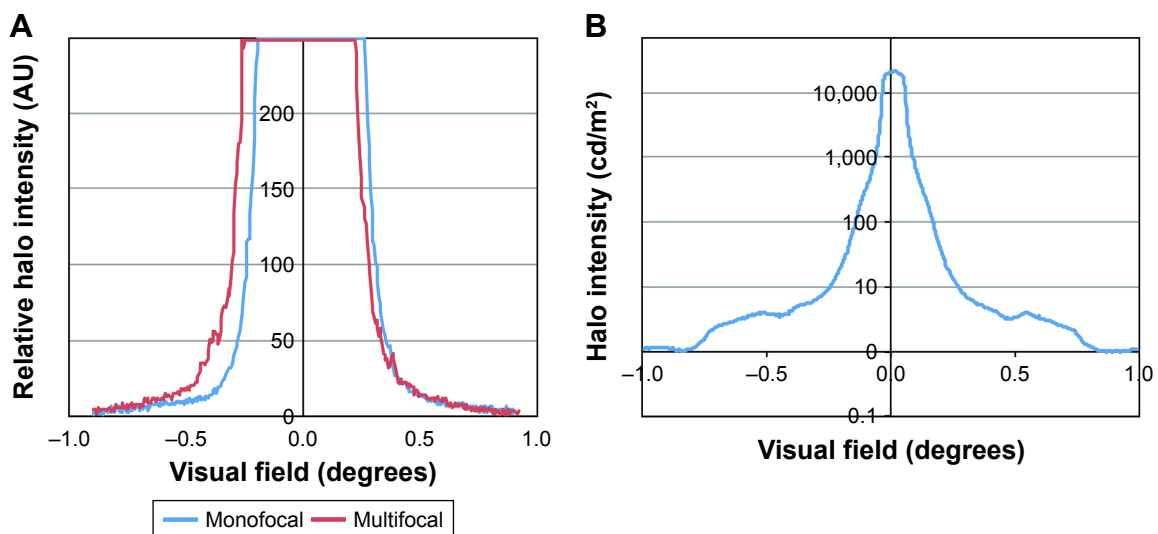 A
Relative halo intensity (AU)
200
150
100
50
0
–1.0 –0.5 0.0 0.5 1.0
Visual field (degrees)
Monofocal Multifocal
B
Halo intensity (cd/m²)
10,000
1,000
100
10
0
0.1
–1.0 –0.5 0.0 0.5 1.0
Visual field (degrees)